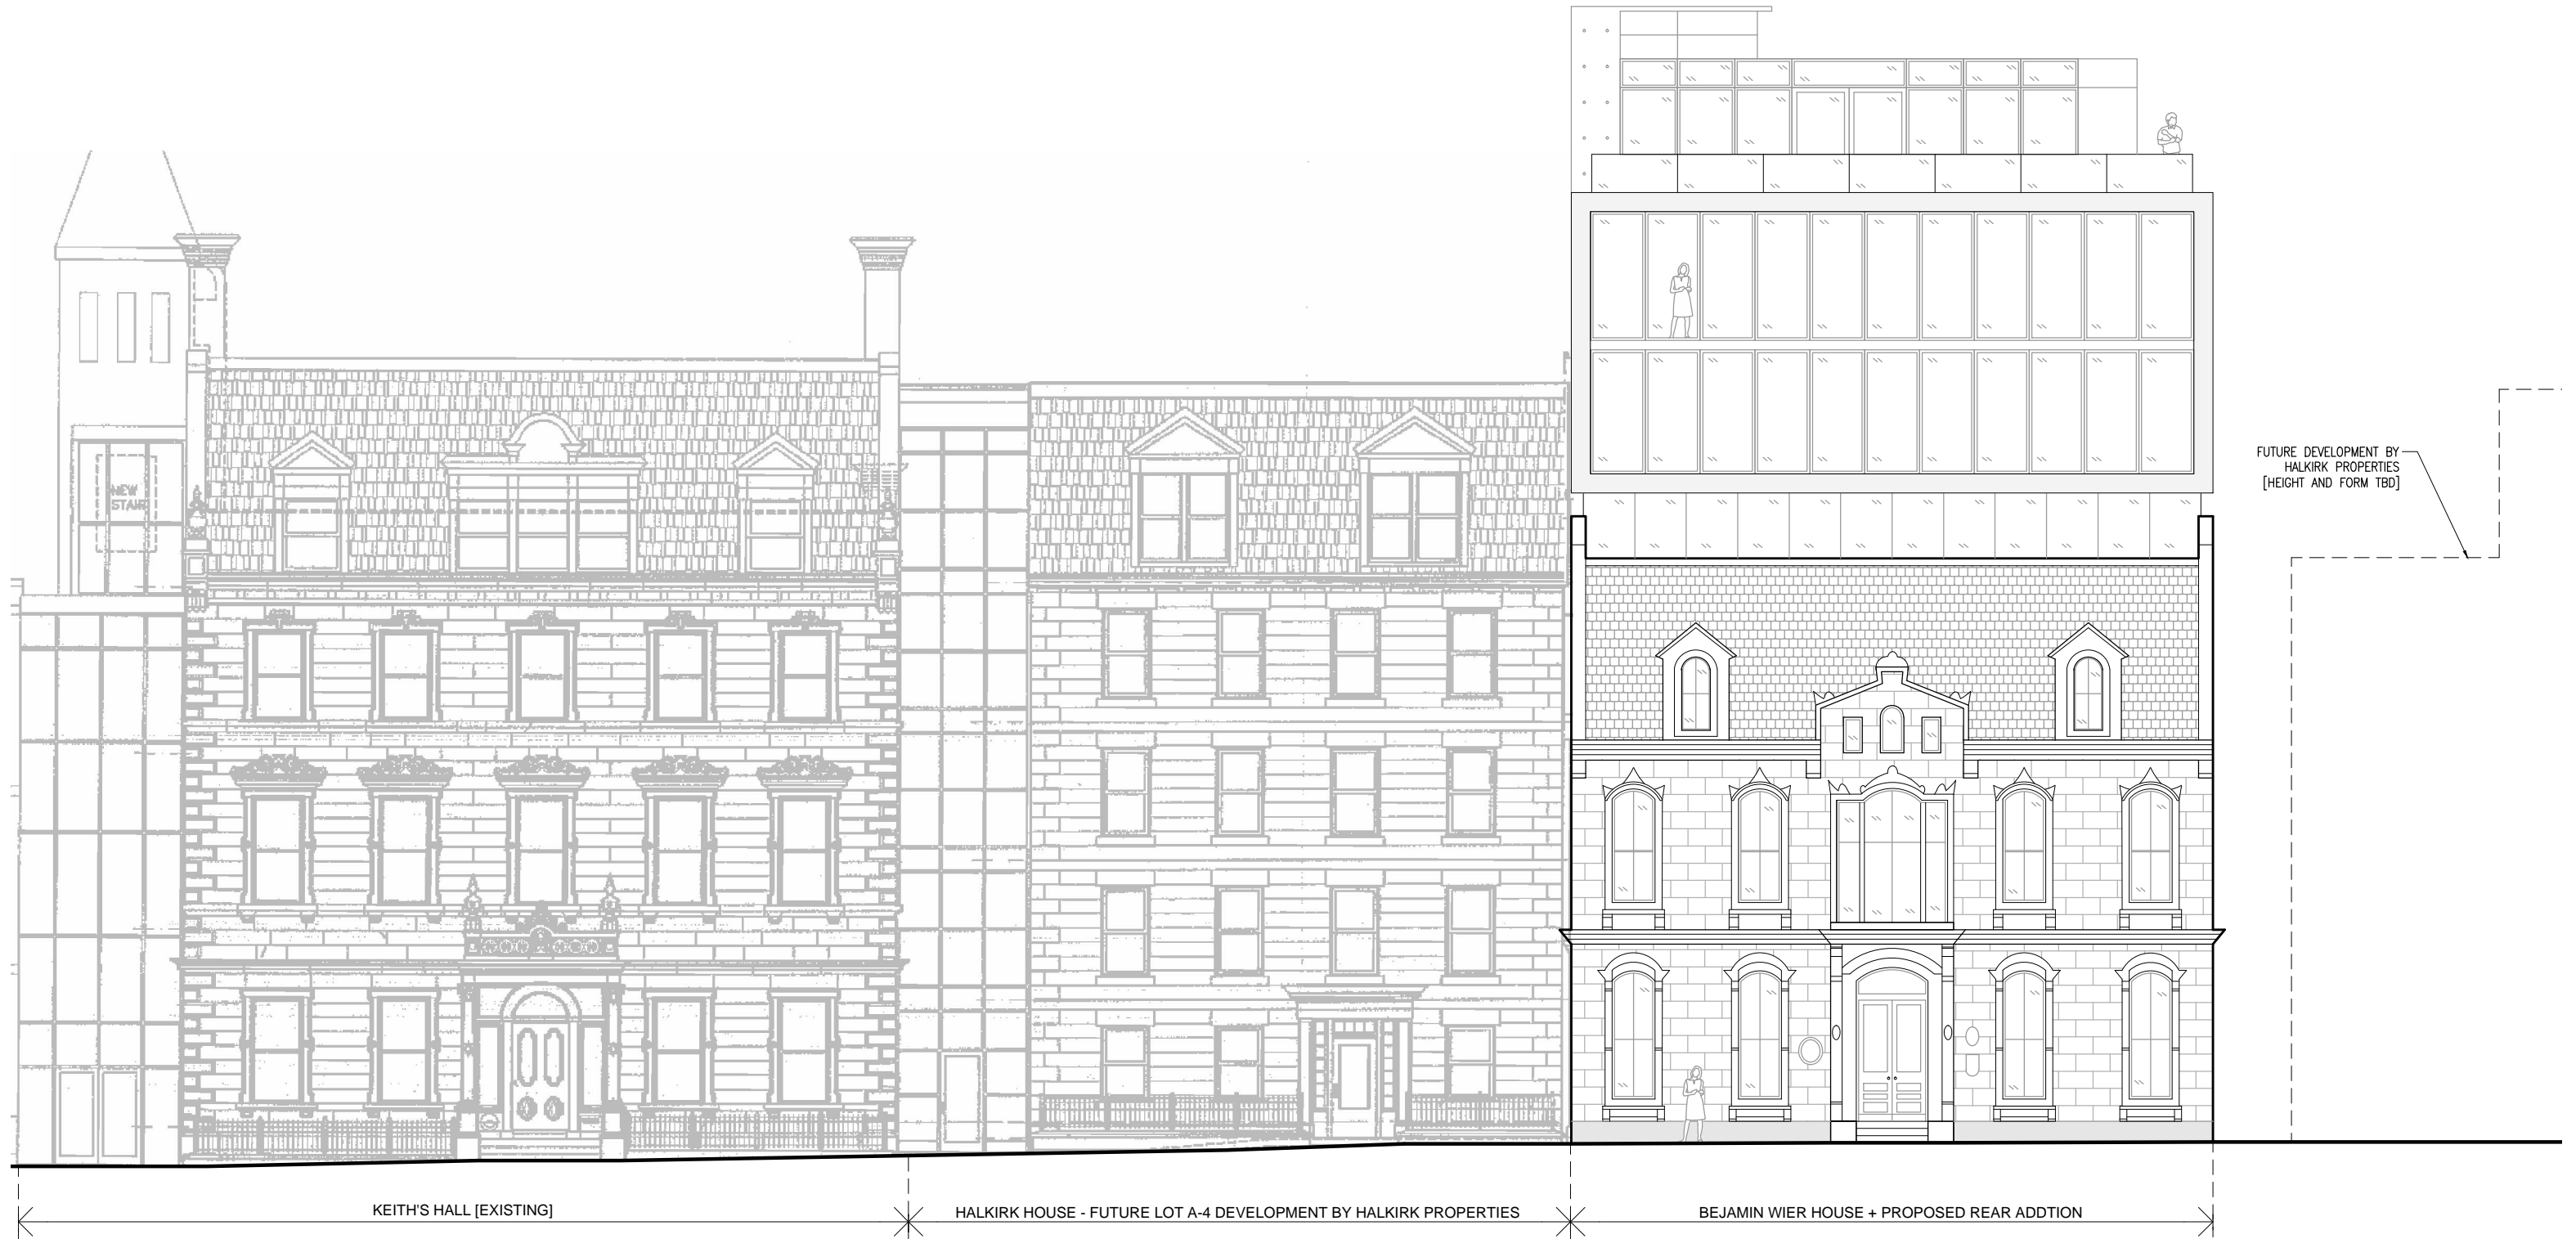 NEW
STAIR
FUTURE DEVELOPMENT BY
HALKIRK PROPERTIES
[HEIGHT AND FORM TBD]
KEITH'S HALL [EXISTING]
HALKIRK HOUSE - FUTURE LOT A-4 DEVELOPMENT BY HALKIRK PROPERTIES
BEJAMIN WIER HOUSE + PROPOSED REAR ADDTION